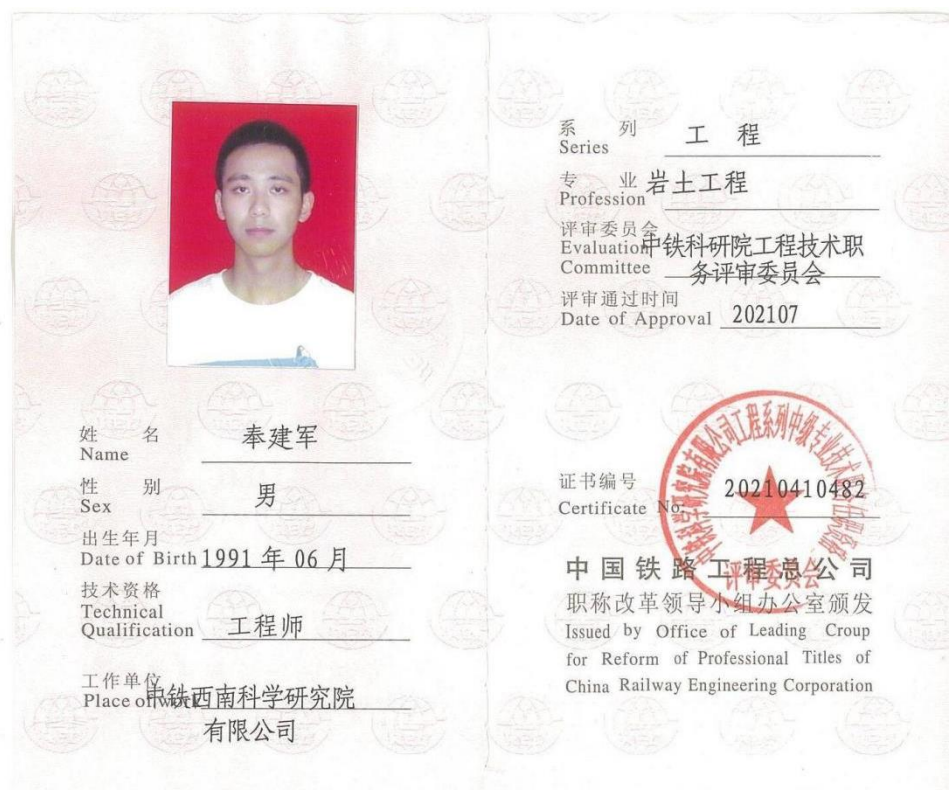 姓 名 奉建军
Name
性 别 男
Sex
出生年月
Date of Birth 1991 年 06 月
技术资格
Technical
Qualification 工程师
工作单位
Place of work 中铁西南科学研究院
有限公司
系 列 工 程
Series
专 业 岩土工程
Profession
评审委员会
Evaluation 中铁科研院工程技术职
Committee 务评审委员会
评审通过时间
Date of Approval 202107
证书编号 20210410482
Certificate No.
评审委员会
中国铁路工程总公司
职称改革领导小组办公室颁发
Issued by Office of Leading Croup
for Reform of Professional Titles of
China Railway Engineering Corporation